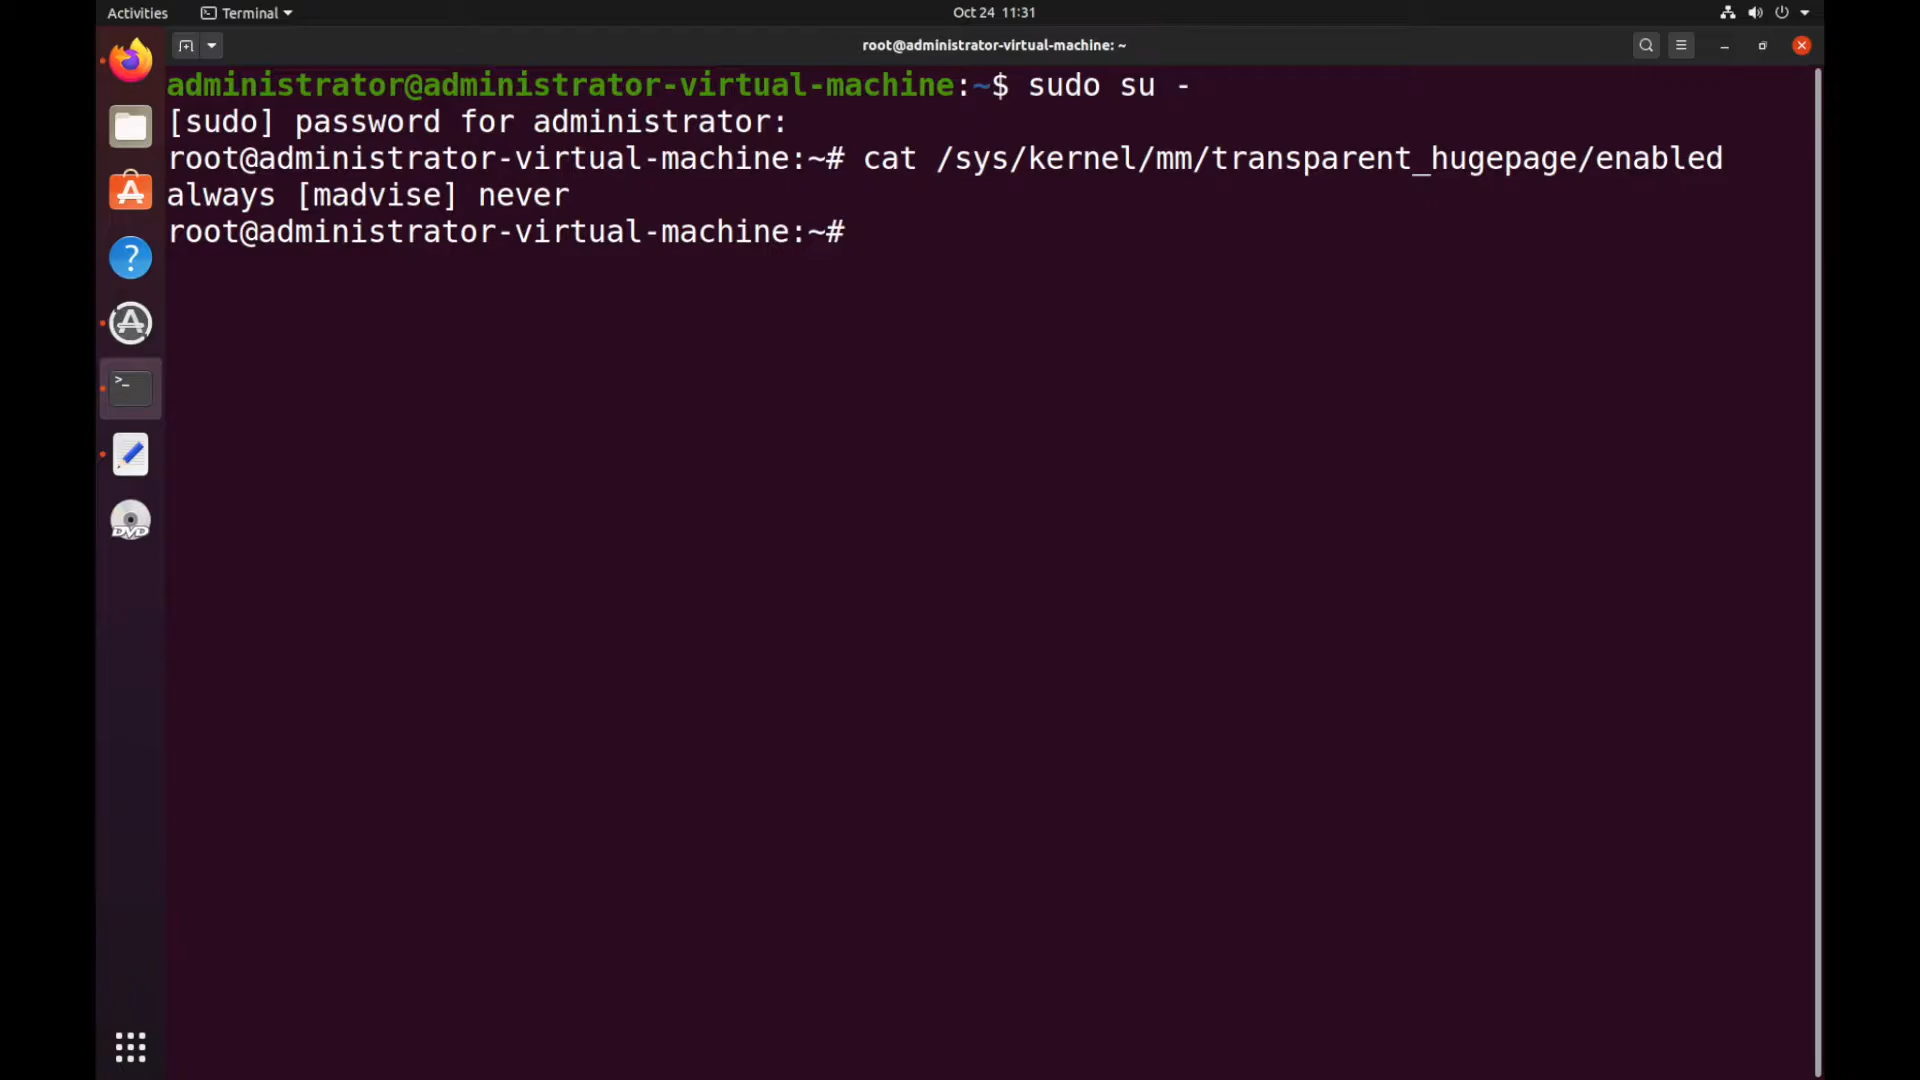 Activities Terminal Oct 24 11:31
root@administrator-virtual-machine: ~
administrator@administrator-virtual-machine:~$ sudo su -
[sudo] password for administrator:
root@administrator-virtual-machine:~# cat /sys/kernel/mm/transparent_hugepage/enabled
always [madvise] never
root@administrator-virtual-machine:~#
DVD